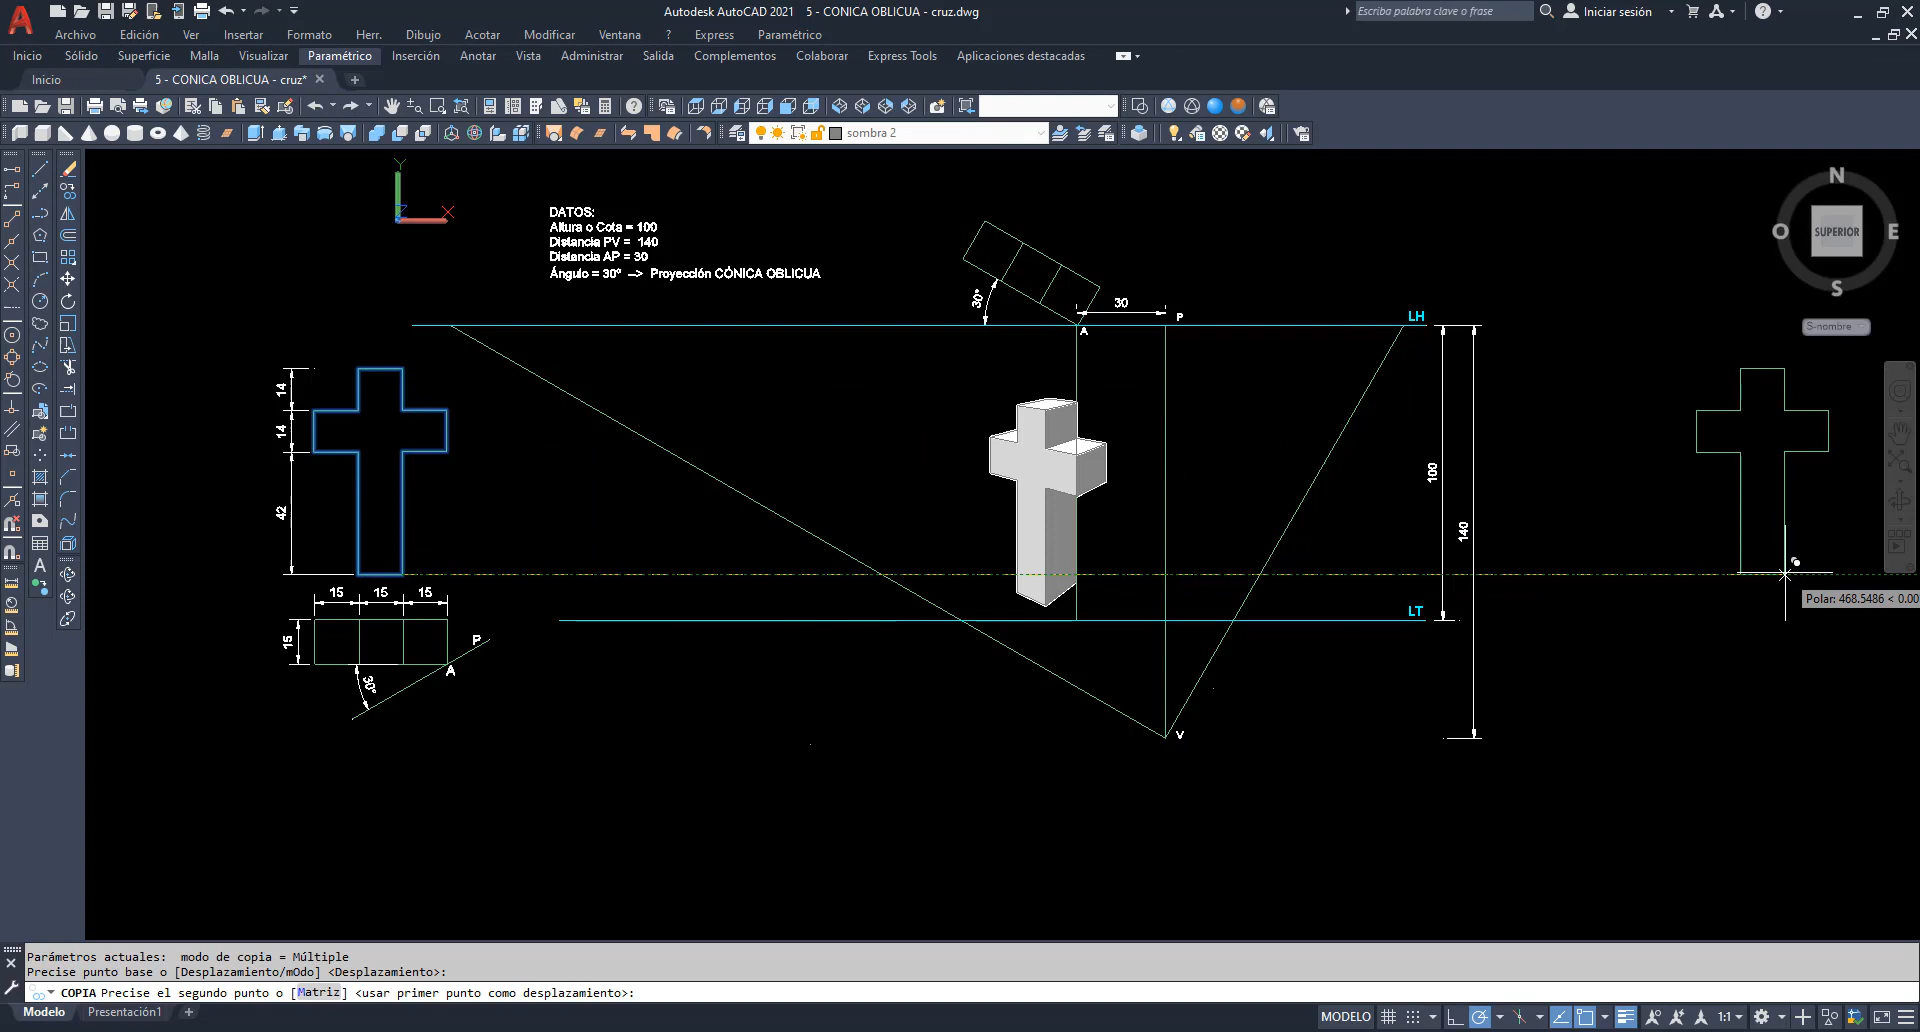 Autodesk AutoCAD 2021   5 - CONICA OBLICUA - cruz.dwg
Escriba palabra clave o frase
Iniciar sesión
Archivo Edición Ver Insertar Formato Herr. Dibujo Acotar Modificar Ventana ? Express Paramétrico
Inicio Sólido Superficie Malla Visualizar Paramétrico Inserción Anotar Vista Administrar Salida Complementos Colaborar Express Tools Aplicaciones destacadas
Inicio 5 - CONICA OBLICUA - cruz*
sombra 2
Y
X
Z
DATOS:
Altura o Cota = 100
Distancia PV = 140
Distancia AP = 30
Ángulo = 30º --> Proyección CÓNICA OBLICUA
N
O SUPERIOR E
S
S-nombre
30°
30
P
A
LH
14
14
42
100
140
15 15 15
15
P
A
30°
LT
V
Polar: 468.5486 < 0.00
Parámetros actuales: modo de copia = Múltiple
Precise punto base o [Desplazamiento/mOdo] <Desplazamiento>:
COPIA Precise el segundo punto o [Matriz] <usar primer punto como desplazamiento>:
Modelo Presentación1 +
MODELO
1:1